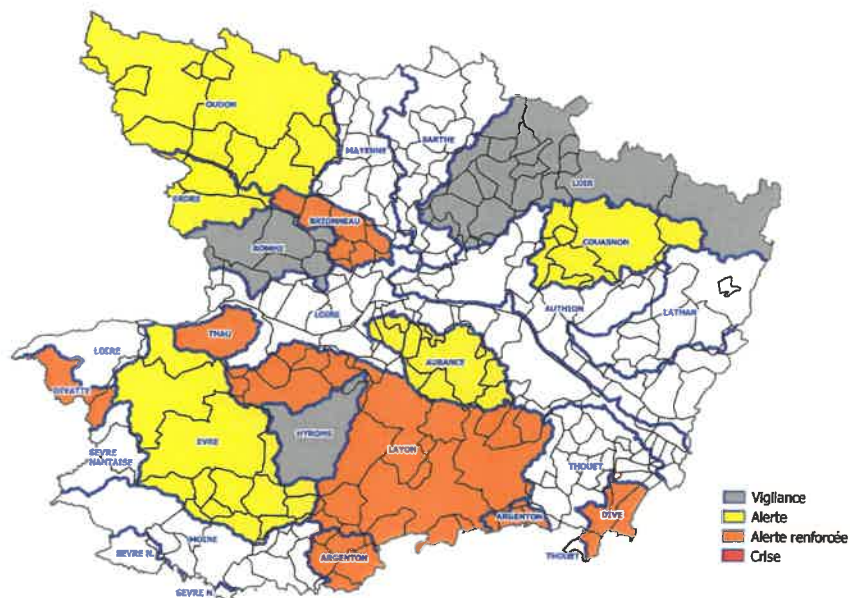 OUDON
MAYENNE
SARTHE
LOIR
ERDRE
BRIONNEAU
ROMME
COUASNON
LOIRE
AUTHION
LATHAN
THAU
LOIRE
AUBANCE
DIVATTE
EVRE
HYROME
LAYON
SEVRE
NANTAISE
THOUET
ARGENTON
DIVE
MOINE
SEVRE N.
ARGENTON
THOUET
SEVRE N.
Vigilance
Alerte
Alerte renforcée
Crise